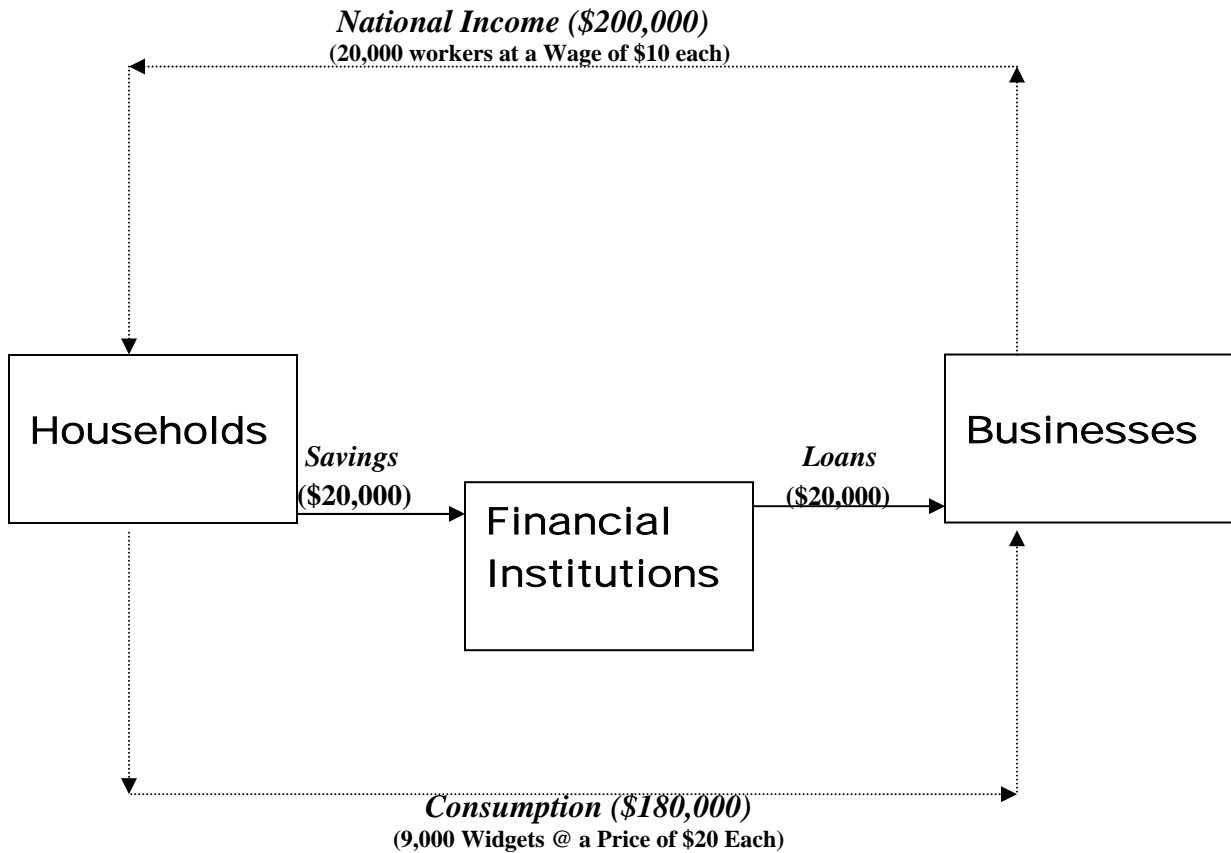 National Income ($200,000)
(20,000 workers at a Wage of $10 each)
Households
Businesses
Savings
($20,000)
Loans
($20,000)
Financial
Institutions
Consumption ($180,000)
(9,000 Widgets @ a Price of $20 Each)